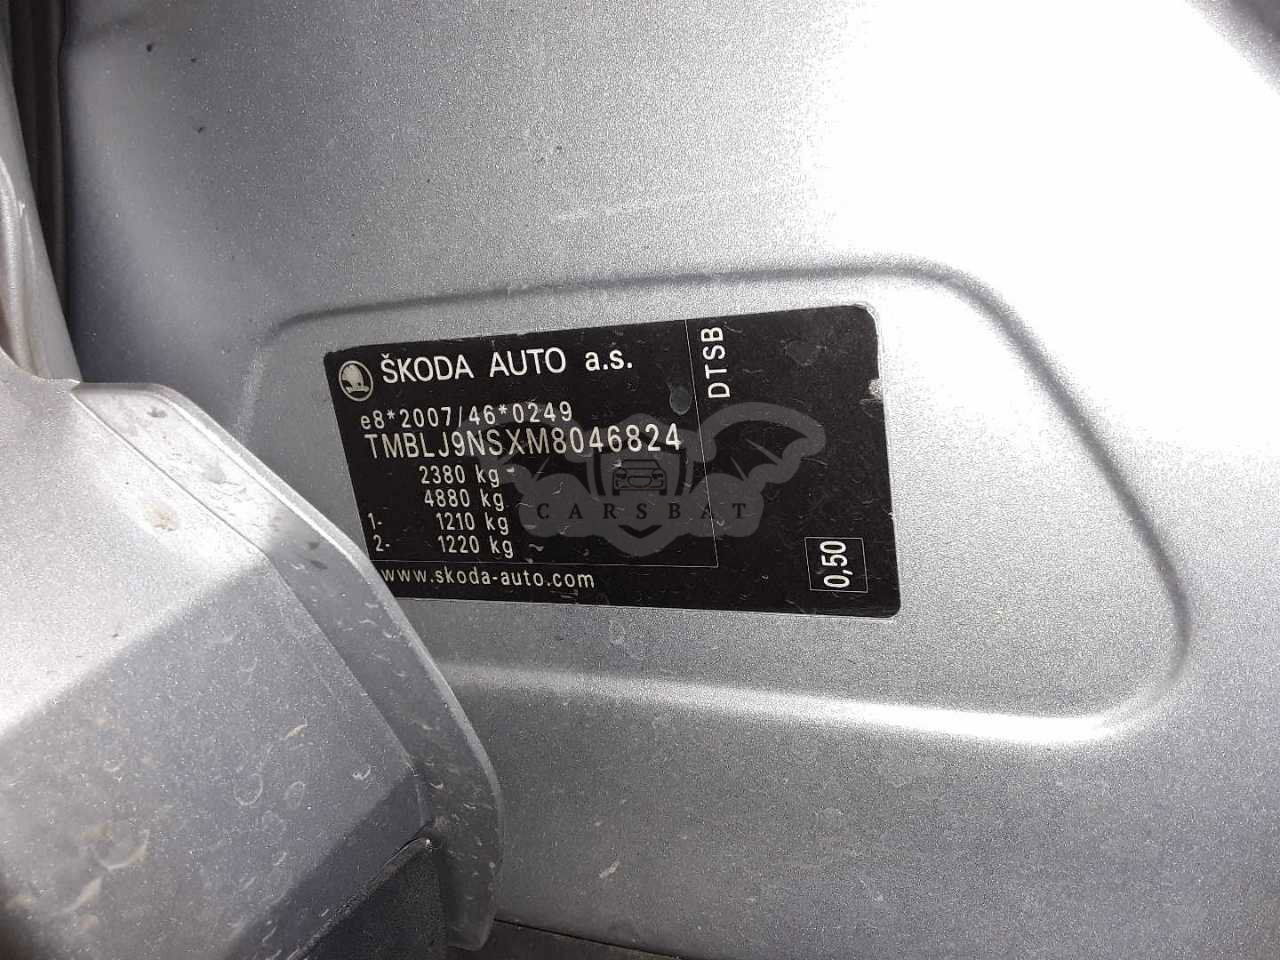 ŠKODA AUTO a.s.
DTSB
e8*2007/46*0249
TMBLJ9NSXM8046824
2380 kg
4880 kg
1- 1210 kg
2- 1220 kg
www.skoda-auto.com
0,50
CARSBAT